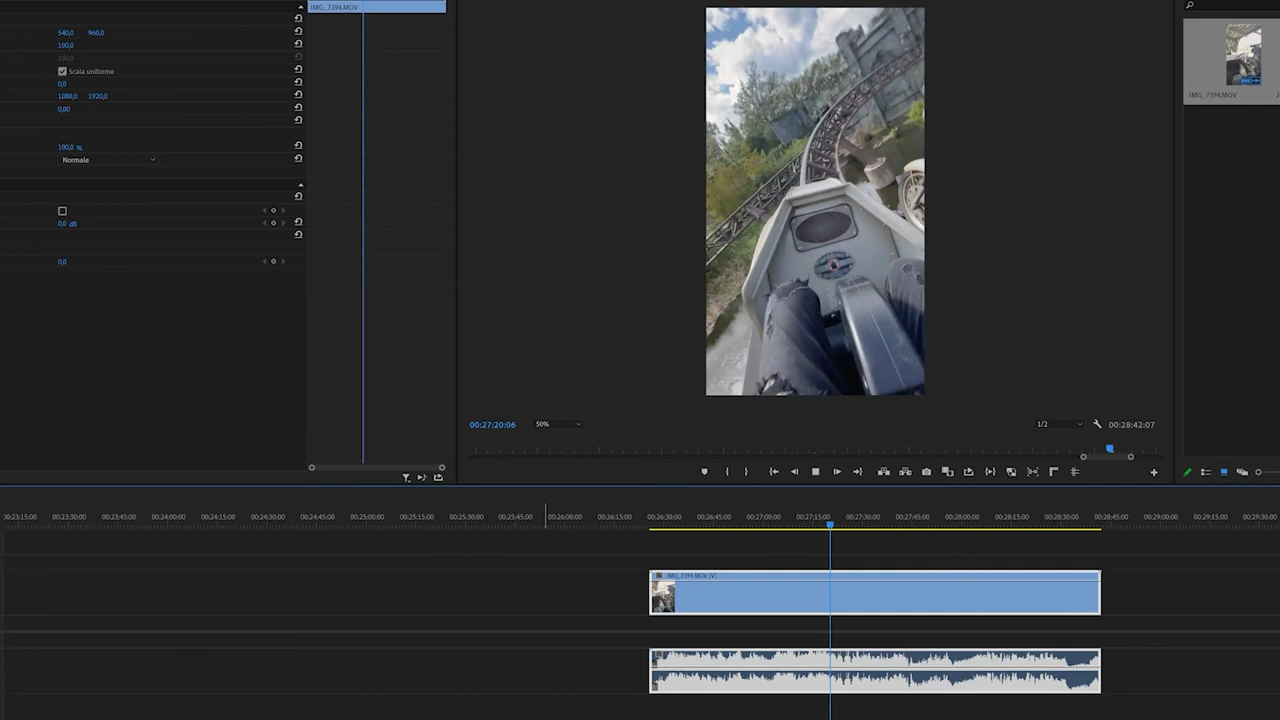 IMG_7394.MOV
540,0 960,0
100,0
100,0
Scala uniforme
0,0
1080,0 1920,0
0,00
100,0 %
Normale
0,0 dB
0,0
IMG_7394.MOV
00:27:20:06 50% 1/2 00:28:42:07
00:23:15:00 00:23:30:00 00:23:45:00 00:24:00:00 00:24:15:00 00:24:30:00 00:24:45:00 00:25:00:00 00:25:15:00 00:25:30:00 00:25:45:00 00:26:00:00 00:26:15:00 00:26:30:00 00:26:45:00 00:27:00:00 00:27:15:00 00:27:30:00 00:27:45:00 00:28:00:00 00:28:15:00 00:28:30:00 00:28:45:00 00:29:00:00 00:29:15:00 00:29:30:00
IMG_7394.MOV [V]